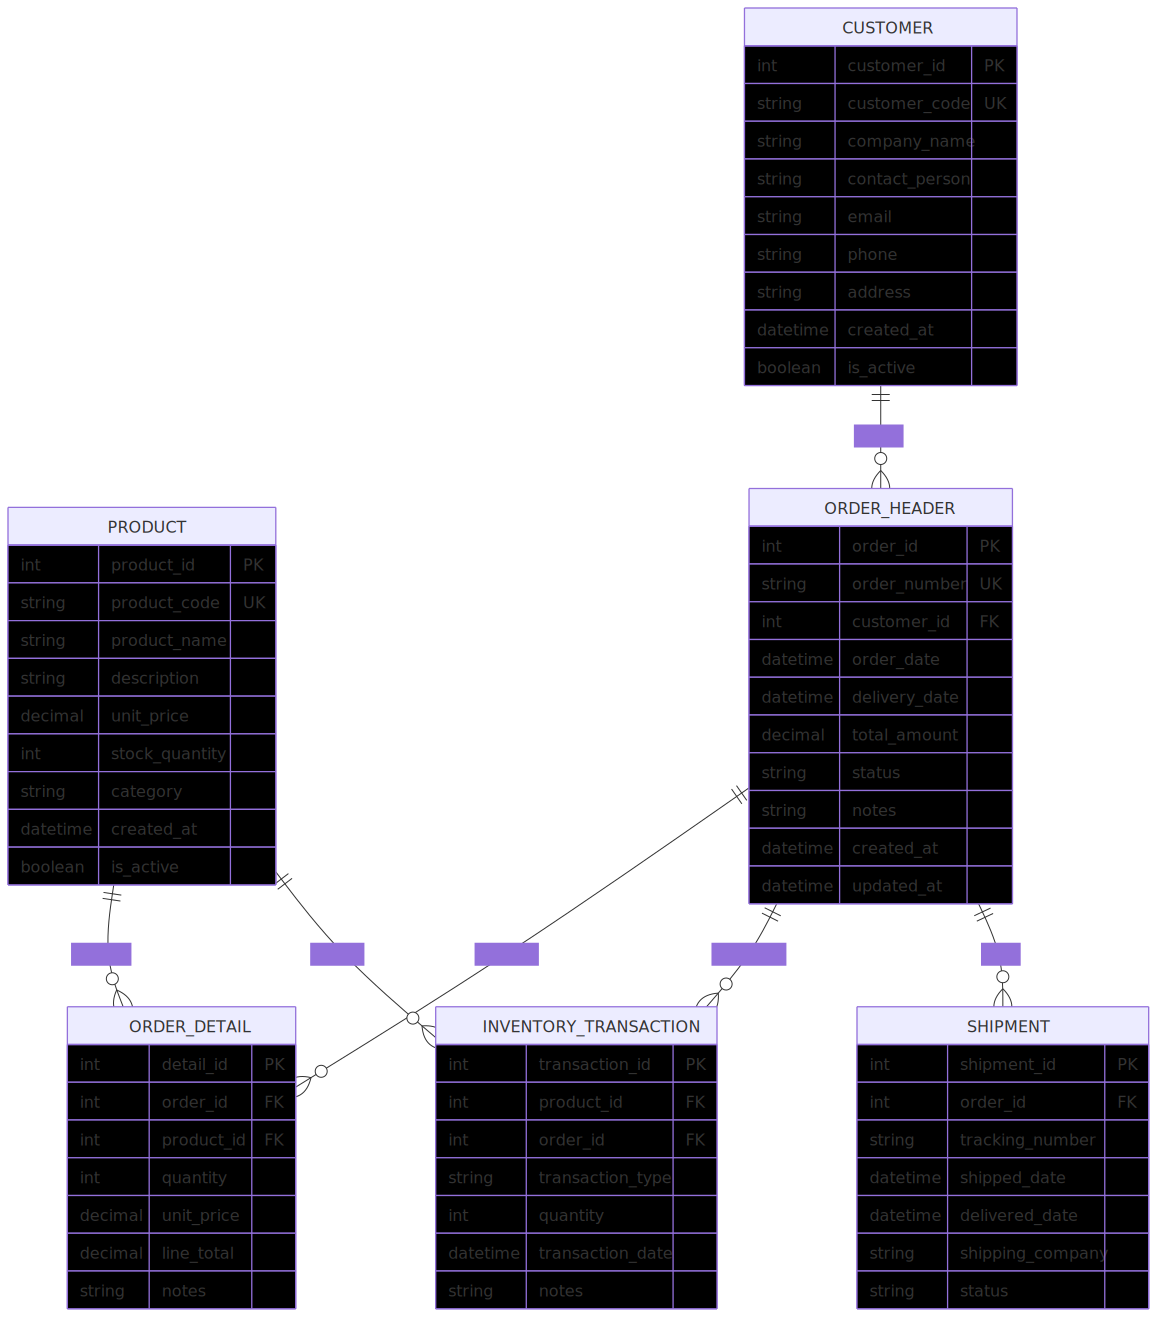 CUSTOMER
int customer_id PK
string customer_code UK
string company_name
string contact_person
string email
string phone
string address
datetime created_at
boolean is_active
ORDER_HEADER
int order_id PK
string order_number UK
int customer_id FK
datetime order_date
datetime delivery_date
decimal total_amount
string status
string notes
datetime created_at
datetime updated_at
PRODUCT
int product_id PK
string product_code UK
string product_name
string description
decimal unit_price
int stock_quantity
string category
datetime created_at
boolean is_active
ORDER_DETAIL
int detail_id PK
int order_id FK
int product_id FK
int quantity
decimal unit_price
decimal line_total
string notes
INVENTORY_TRANSACTION
int transaction_id PK
int product_id FK
int order_id FK
string transaction_type
int quantity
datetime transaction_date
string notes
SHIPMENT
int shipment_id PK
int order_id FK
string tracking_number
datetime shipped_date
datetime delivered_date
string shipping_company
string status